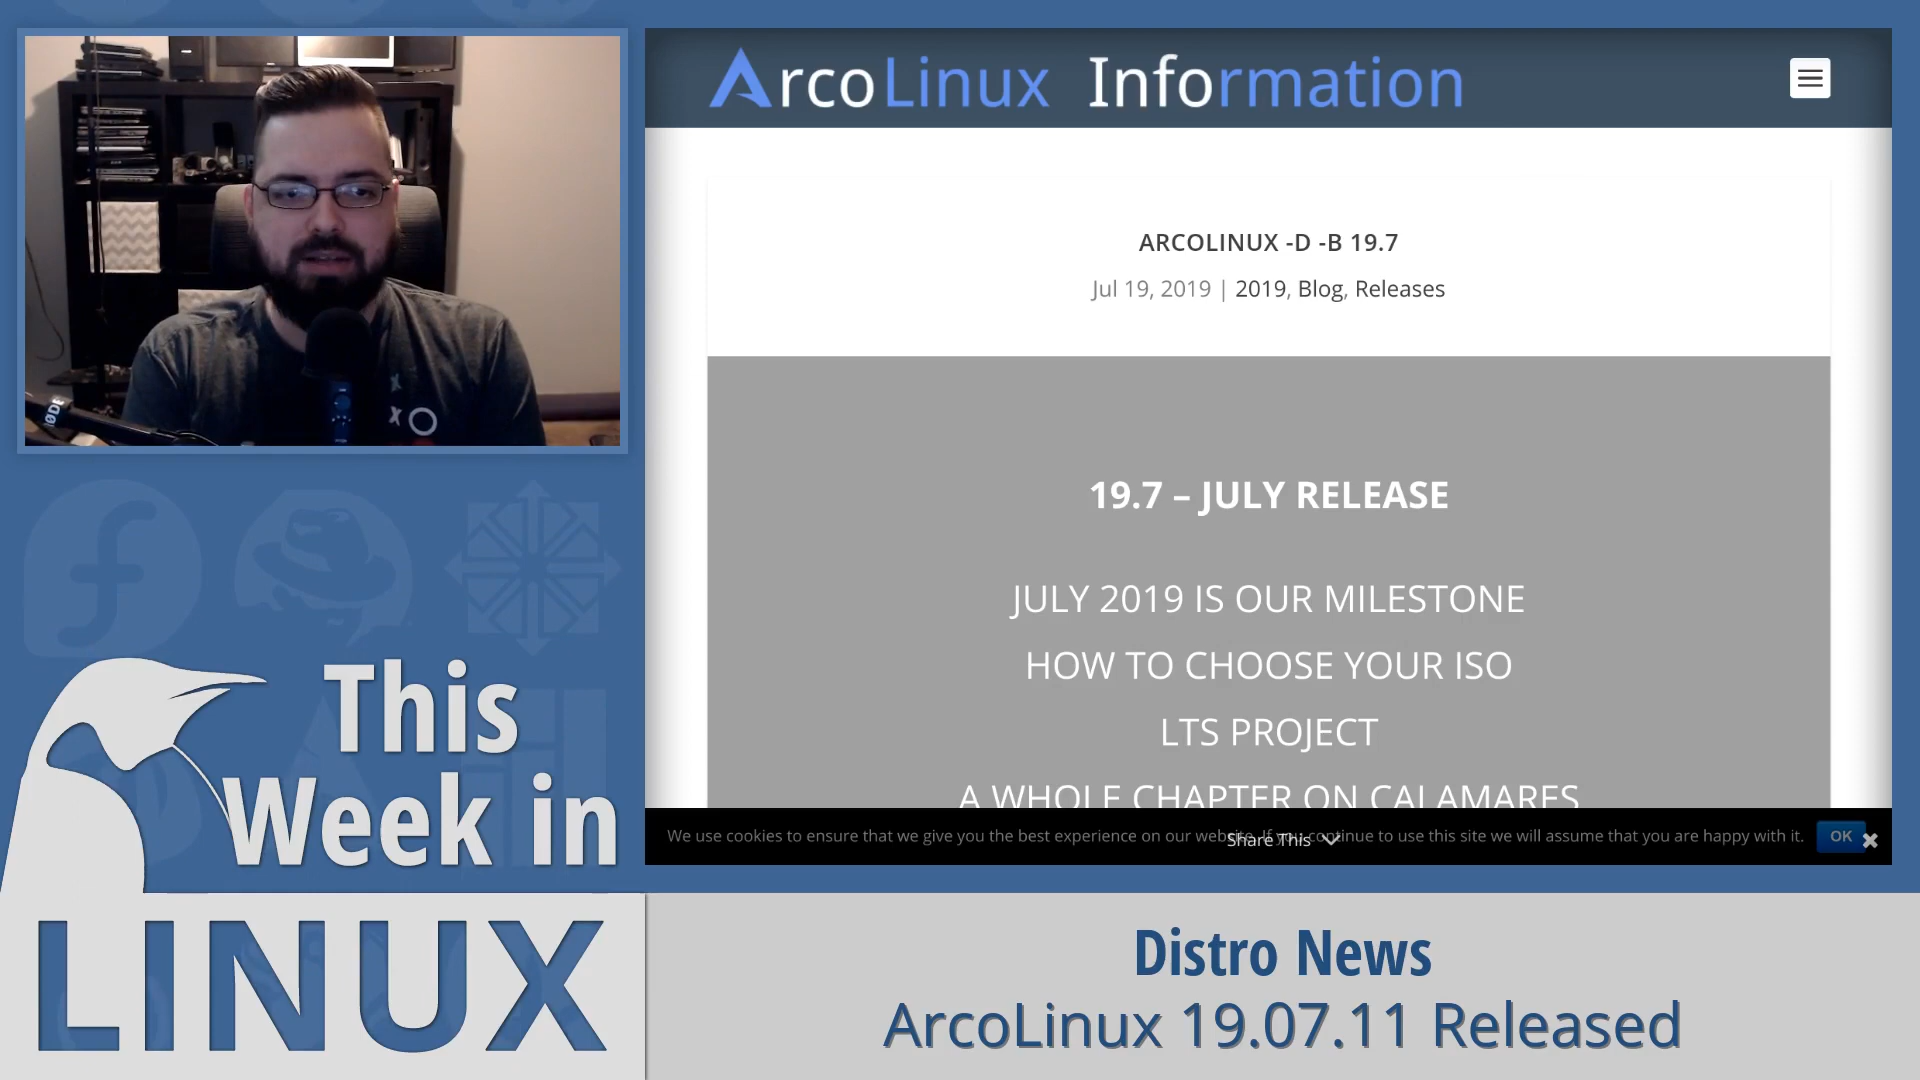 ArcoLinux Information
ARCOLINUX -D -B 19.7
Jul 19, 2019 | 2019, Blog, Releases
19.7 – JULY RELEASE
JULY 2019 IS OUR MILESTONE
HOW TO CHOOSE YOUR ISO
LTS PROJECT
A WHOLE CHAPTER ON CALAMARES
We use cookies to ensure that we give you the best experience on our website. If you continue to use this site we will assume that you are happy with it.
OK
Share This
RØDE
X
X O
This
Week in
LINUX
Distro News
ArcoLinux 19.07.11 Released